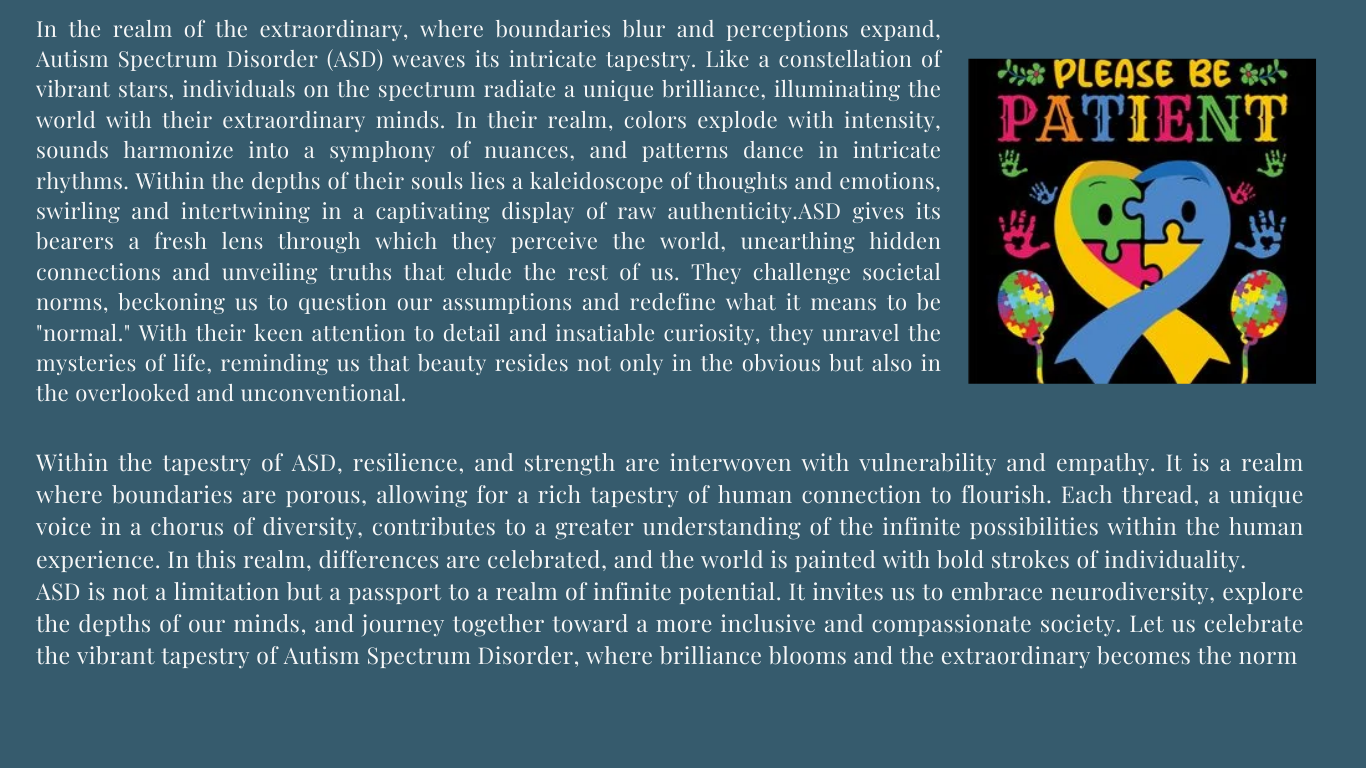 In the realm of the extraordinary, where boundaries blur and perceptions expand,
Autism Spectrum Disorder (ASD) weaves its intricate tapestry. Like a constellation of
vibrant stars, individuals on the spectrum radiate a unique brilliance, illuminating the
world with their extraordinary minds. In their realm, colors explode with intensity,
sounds harmonize into a symphony of nuances, and patterns dance in intricate
rhythms. Within the depths of their souls lies a kaleidoscope of thoughts and emotions,
swirling and intertwining in a captivating display of raw authenticity.ASD gives its
bearers a fresh lens through which they perceive the world, unearthing hidden
connections and unveiling truths that elude the rest of us. They challenge societal
norms, beckoning us to question our assumptions and redefine what it means to be
"normal." With their keen attention to detail and insatiable curiosity, they unravel the
mysteries of life, reminding us that beauty resides not only in the obvious but also in
the overlooked and unconventional.
PLEASE BE
PATIENT
Within the tapestry of ASD, resilience, and strength are interwoven with vulnerability and empathy. It is a realm
where boundaries are porous, allowing for a rich tapestry of human connection to flourish. Each thread, a unique
voice in a chorus of diversity, contributes to a greater understanding of the infinite possibilities within the human
experience. In this realm, differences are celebrated, and the world is painted with bold strokes of individuality.
ASD is not a limitation but a passport to a realm of infinite potential. It invites us to embrace neurodiversity, explore
the depths of our minds, and journey together toward a more inclusive and compassionate society. Let us celebrate
the vibrant tapestry of Autism Spectrum Disorder, where brilliance blooms and the extraordinary becomes the norm